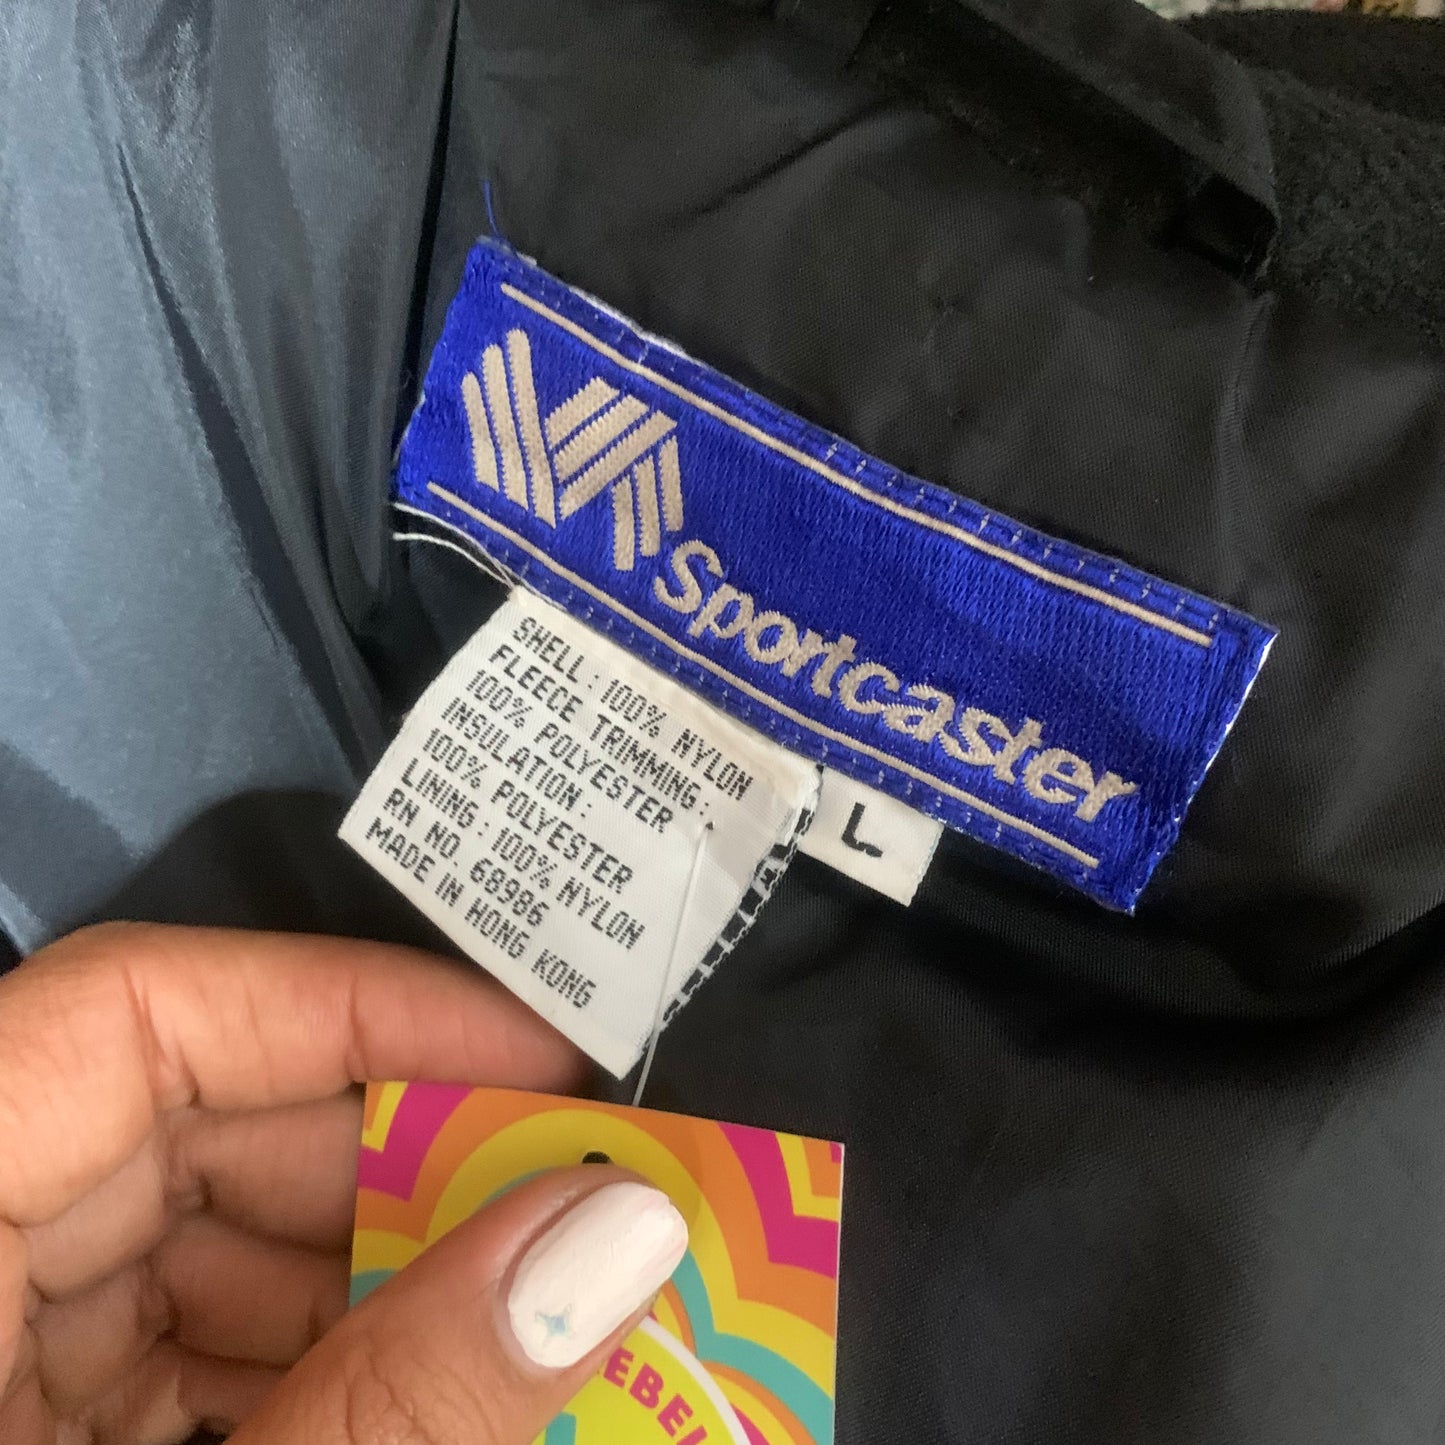 Sportcaster
L
SHELL : 100% NYLON
FLEECE TRIMMING :
100% POLYESTER
INSULATION :
100% POLYESTER
LINING : 100% NYLON
RN NO. 68986
MADE IN HONG KONG